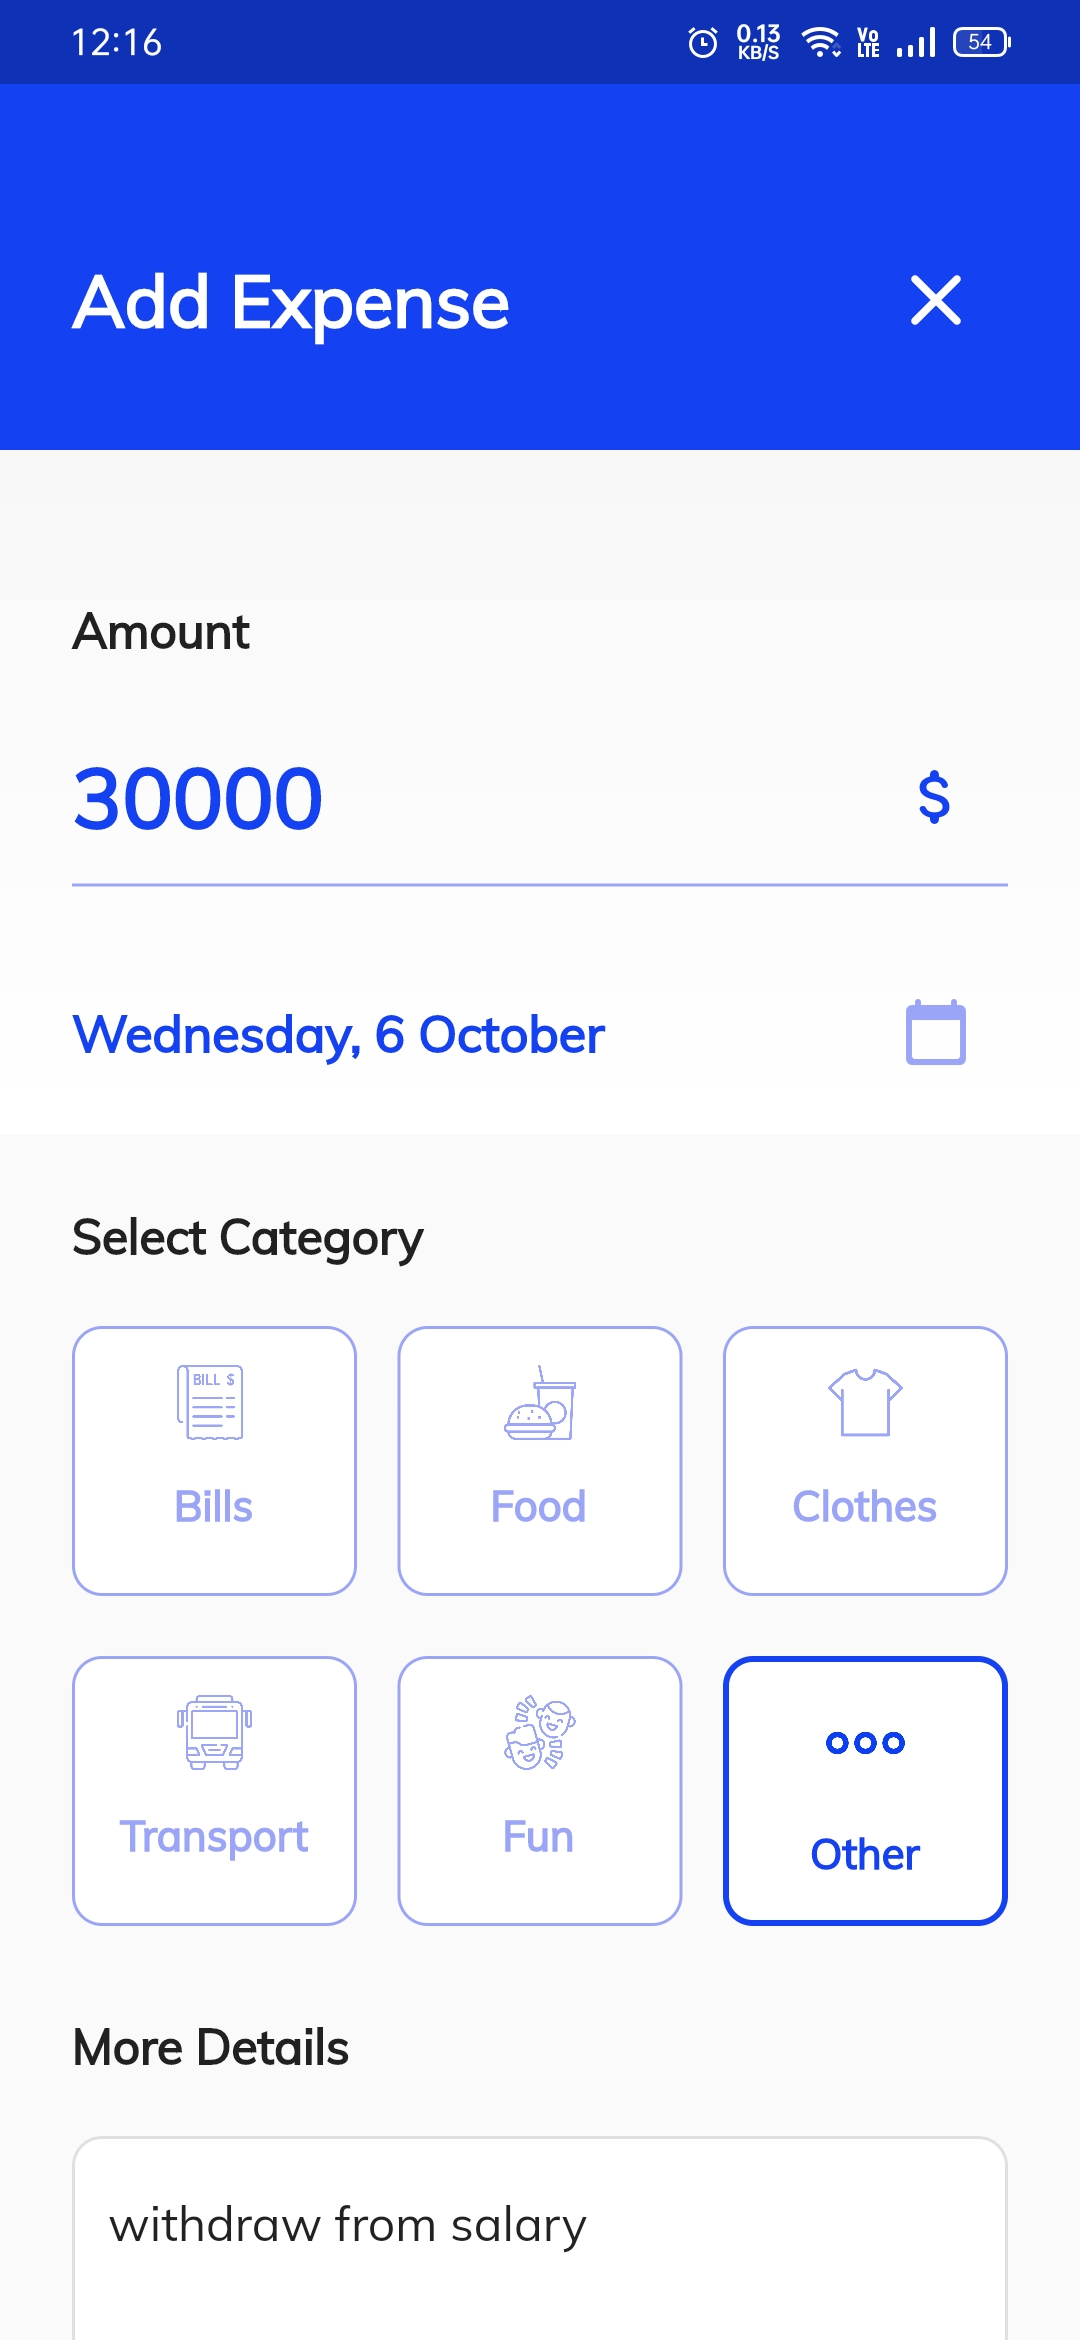 12:16
0.13
KB/S
Vo
LTE
54
Add Expense
Amount
30000
$
Wednesday, 6 October
Select Category
BILL $
Bills
Food
Clothes
Transport
Fun
Other
More Details
withdraw from salary